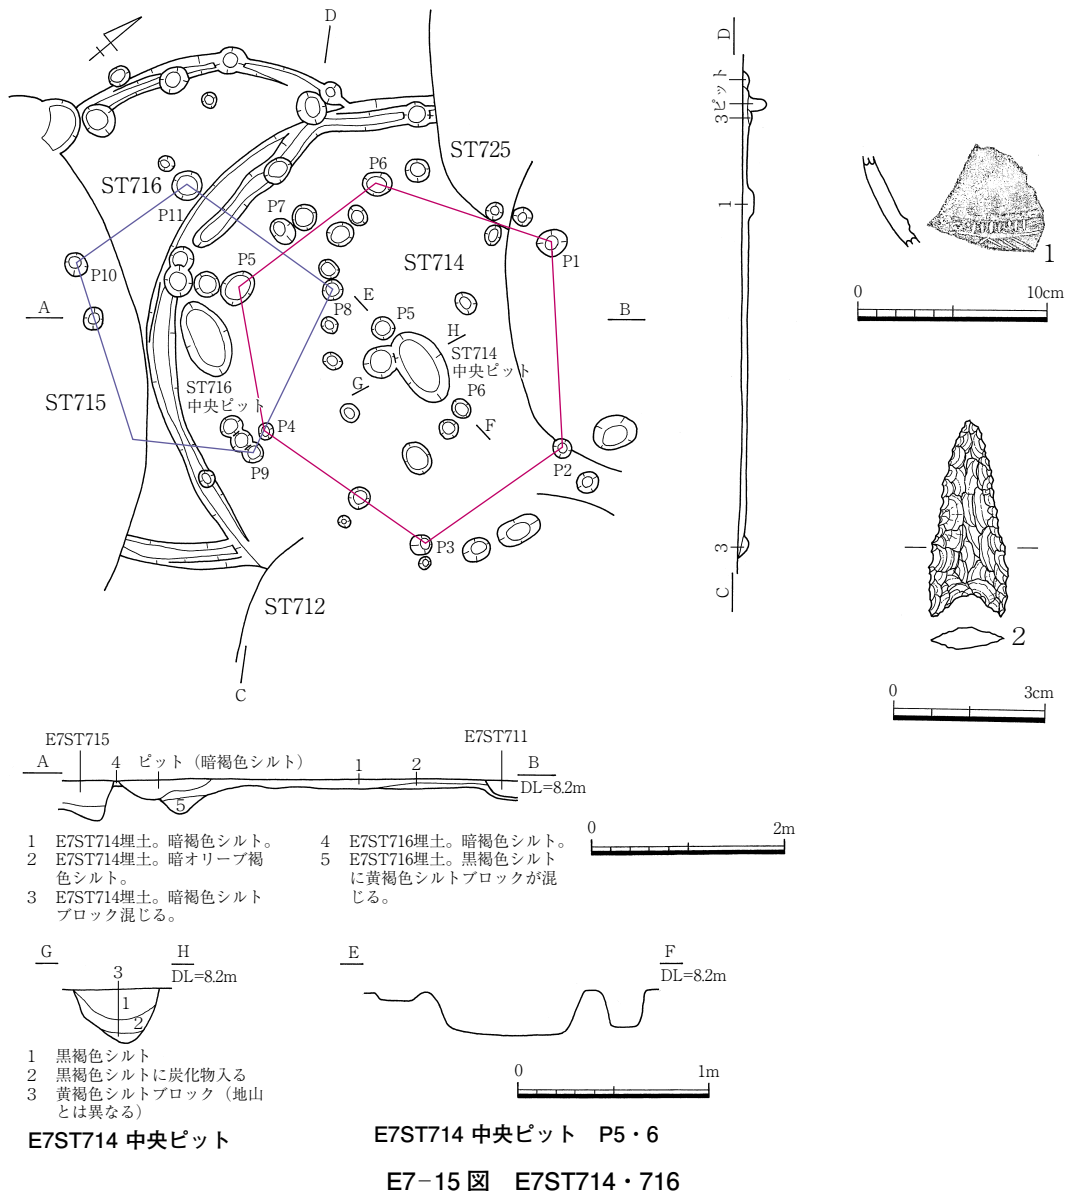 D
ST725
P6
ST716
P11
P7
P5
P10
ST714
P1
A
E
P8
P5
H
B
ST714
中央ピット
G
ST716
中央ピット
P6
F
ST715
P4
P9
P2
P3
ST712
C
D
ピット
3
1
3
C
1
0 10cm
2
0 3cm
E7ST715
E7ST711
A 4 ピット（暗褐色シルト） 1 2 B
DL=8.2m
5
1 E7ST714埋土。暗褐色シルト。
2 E7ST714埋土。暗オリーブ褐
色シルト。
3 E7ST714埋土。暗褐色シルト
ブロック混じる。
4 E7ST716埋土。暗褐色シルト。
5 E7ST716埋土。黒褐色シルト
に黄褐色シルトブロックが混
じる。
0 2m
G H
3 DL=8.2m
1
2
1 黒褐色シルト
2 黒褐色シルトに炭化物入る
3 黄褐色シルトブロック（地山
とは異なる）
E7ST714 中央ピット
E F
DL=8.2m
0 1m
E7ST714 中央ピット　P5・6
E7−15 図　E7ST714・716